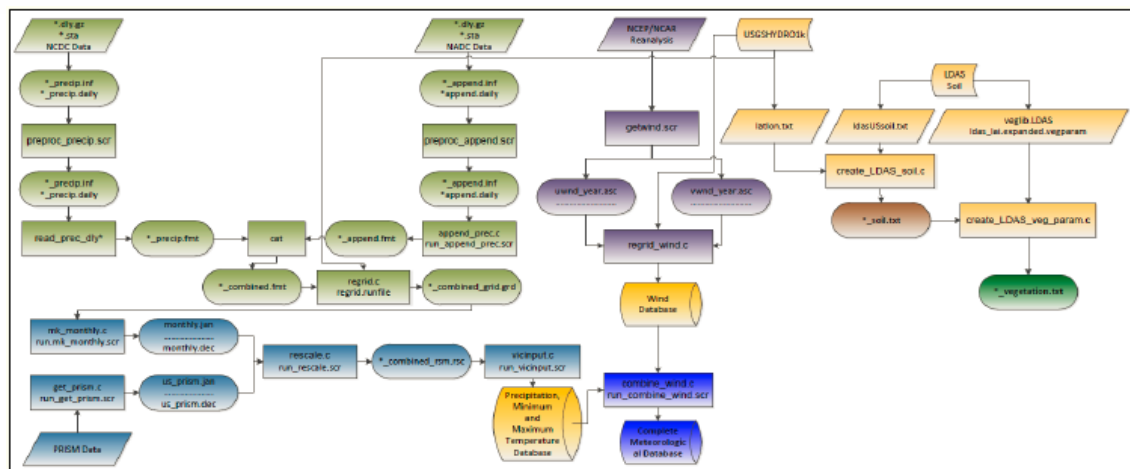 *.dly.gz
*.sta
NCDC Data
*.dly.gz
*.sta
NADC Data
NCEP/NCAR
Reanalysis
USGSHYDRO1k
*_precip.inf
*_precip.daily
*_append.inf
*append.daily
LDAS
Soil
preproc_precip.scr
preproc_append.scr
getwind.scr
lation.txt
ldasUSsoil.txt
veglib.LDAS
ldas_lai.expanded.vegparam
create_LDAS_soil.c
*_precip.inf
*_precip.daily
*_append.inf
*_append.daily
uwnd_year.asc
vwnd_year.asc
*_soil.txt
create_LDAS_veg_param.c
read_prec_dly*
*_precip.fmt
cat
*_append.fmt
append_prec.c
run_append_prec.scr
regrid_wind.c
*_combined.fmt
regrid.c
regrid.runfile
*_combined_grid.grd
*_vegetation.txt
Wind
Database
mk_monthly.c
run.mk_monthly.scr
monthly.jan
monthly.dec
rescale.c
run_rescale.scr
*_combined_rsm.rsc
vicinput.c
run_vicinput.scr
get_prism.c
run_get_prism.scr
us_prism.jan
us_prism.dec
Precipitation,
Minimum
and
Maximum
Temperature
Database
combine_wind.c
run_combine_wind.scr
PRISM Data
Complete
Meteorologic
al Database